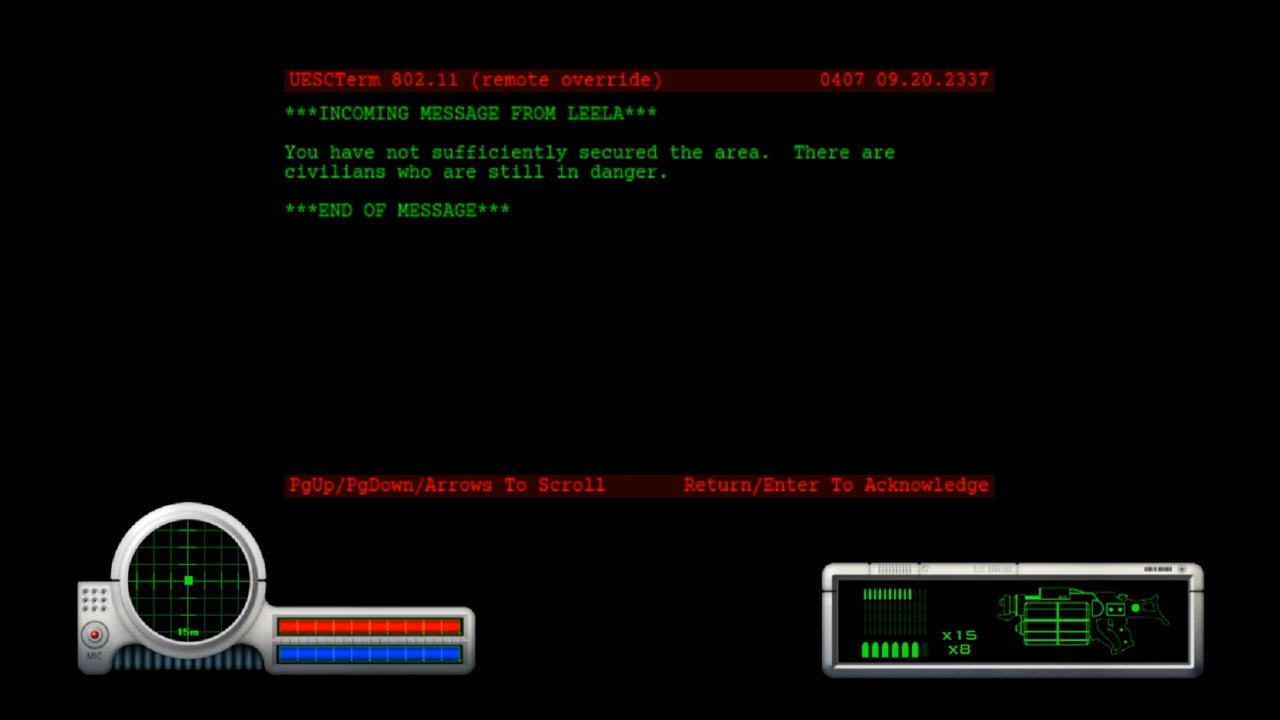 UESCTerm 802.11 (remote override) 0407 09.20.2337
***INCOMING MESSAGE FROM LEELA***
You have not sufficiently secured the area.  There are
civilians who are still in danger.
***END OF MESSAGE***
PgUp/PgDown/Arrows To Scroll Return/Enter To Acknowledge
15m
MIC
x15
x8